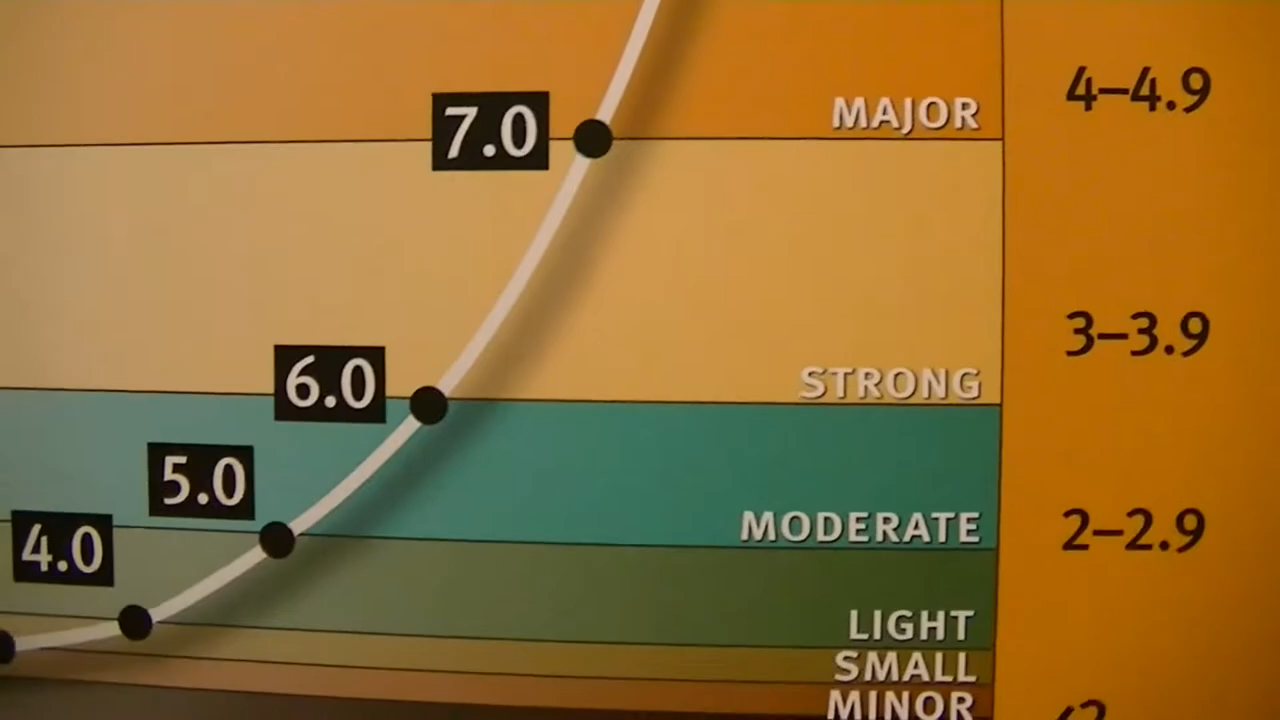 4–4.9
MAJOR
7.0
3–3.9
STRONG
6.0
5.0
MODERATE
2–2.9
4.0
LIGHT
SMALL
MINOR